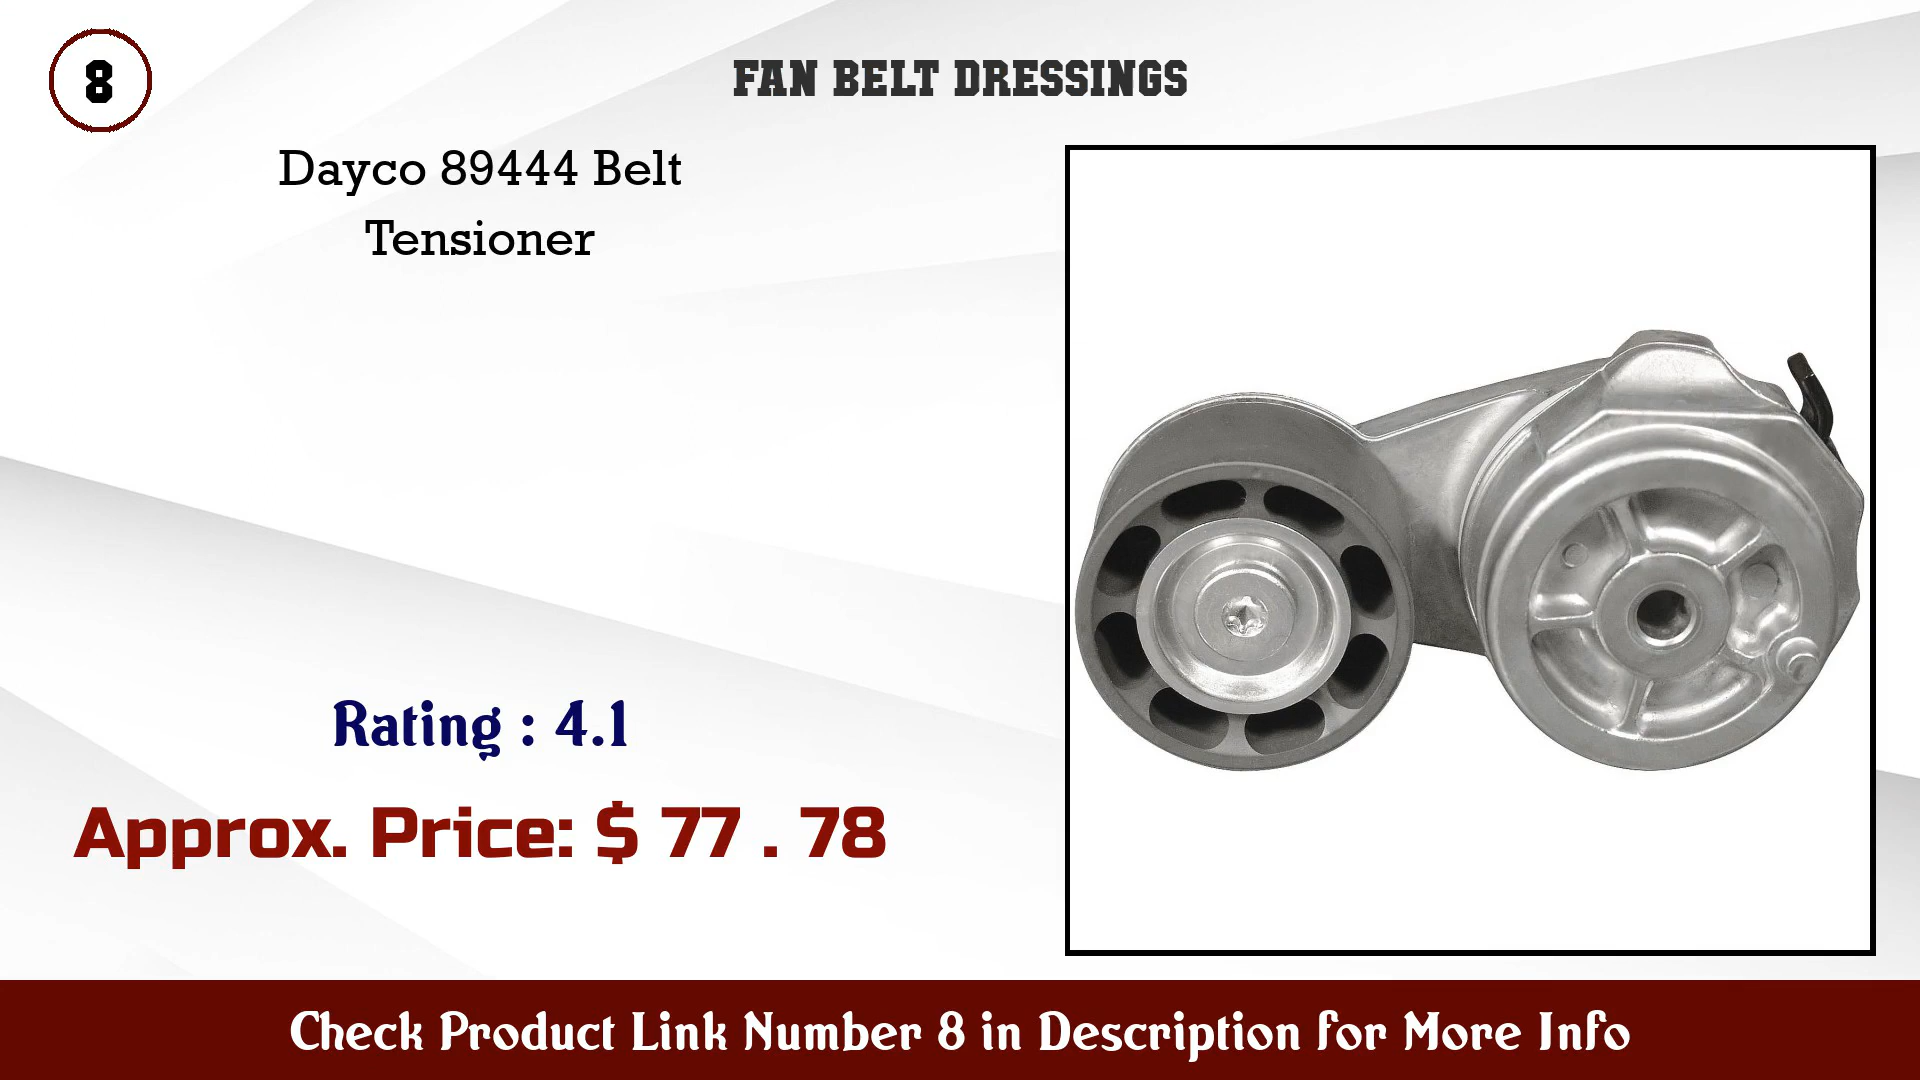 8
FAN BELT DRESSINGS
Dayco 89444 Belt
Tensioner
Rating : 4.1
Approx. Price: $ 77 . 78
Check Product Link Number 8 in Description for More Info